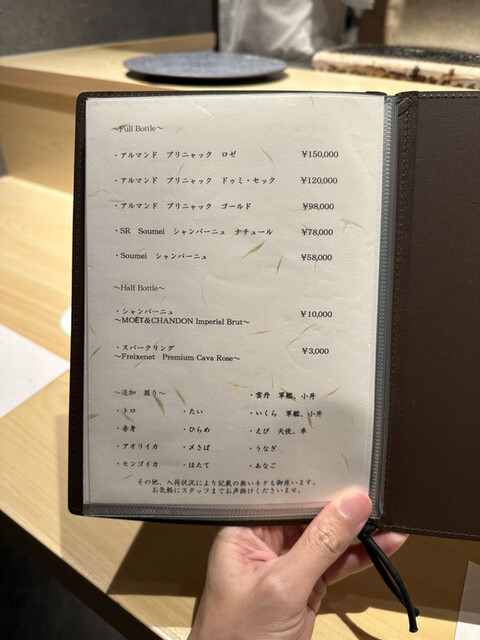 ~Full Bottle~
・アルマンド ブリニャック ロゼ ¥150,000
・アルマンド ブリニャック ドゥミ・セック ¥120,000
・アルマンド ブリニャック ゴールド ¥98,000
・SR Soumei シャンパーニュ ナチュール ¥78,000
・Soumei シャンパーニュ ¥58,000
~Half Bottle~
・シャンパーニュ ¥10,000
~MOËT&CHANDON Imperial Brut~
・スパークリング ¥3,000
~Freixenet Premium Cava Rose~
~追加 握り~ ・雲丹 軍艦、小丼
・トロ ・たい ・いくら 軍艦、小丼
・赤身 ・ひらめ ・えび 天使、車
・アオリイカ ・〆さば ・うなぎ
・モンゴイカ ・ほたて ・あなご
その他、入荷状況により記載の無いネタも御座います。
お気軽にスタッフまでお声掛けくださいませ。